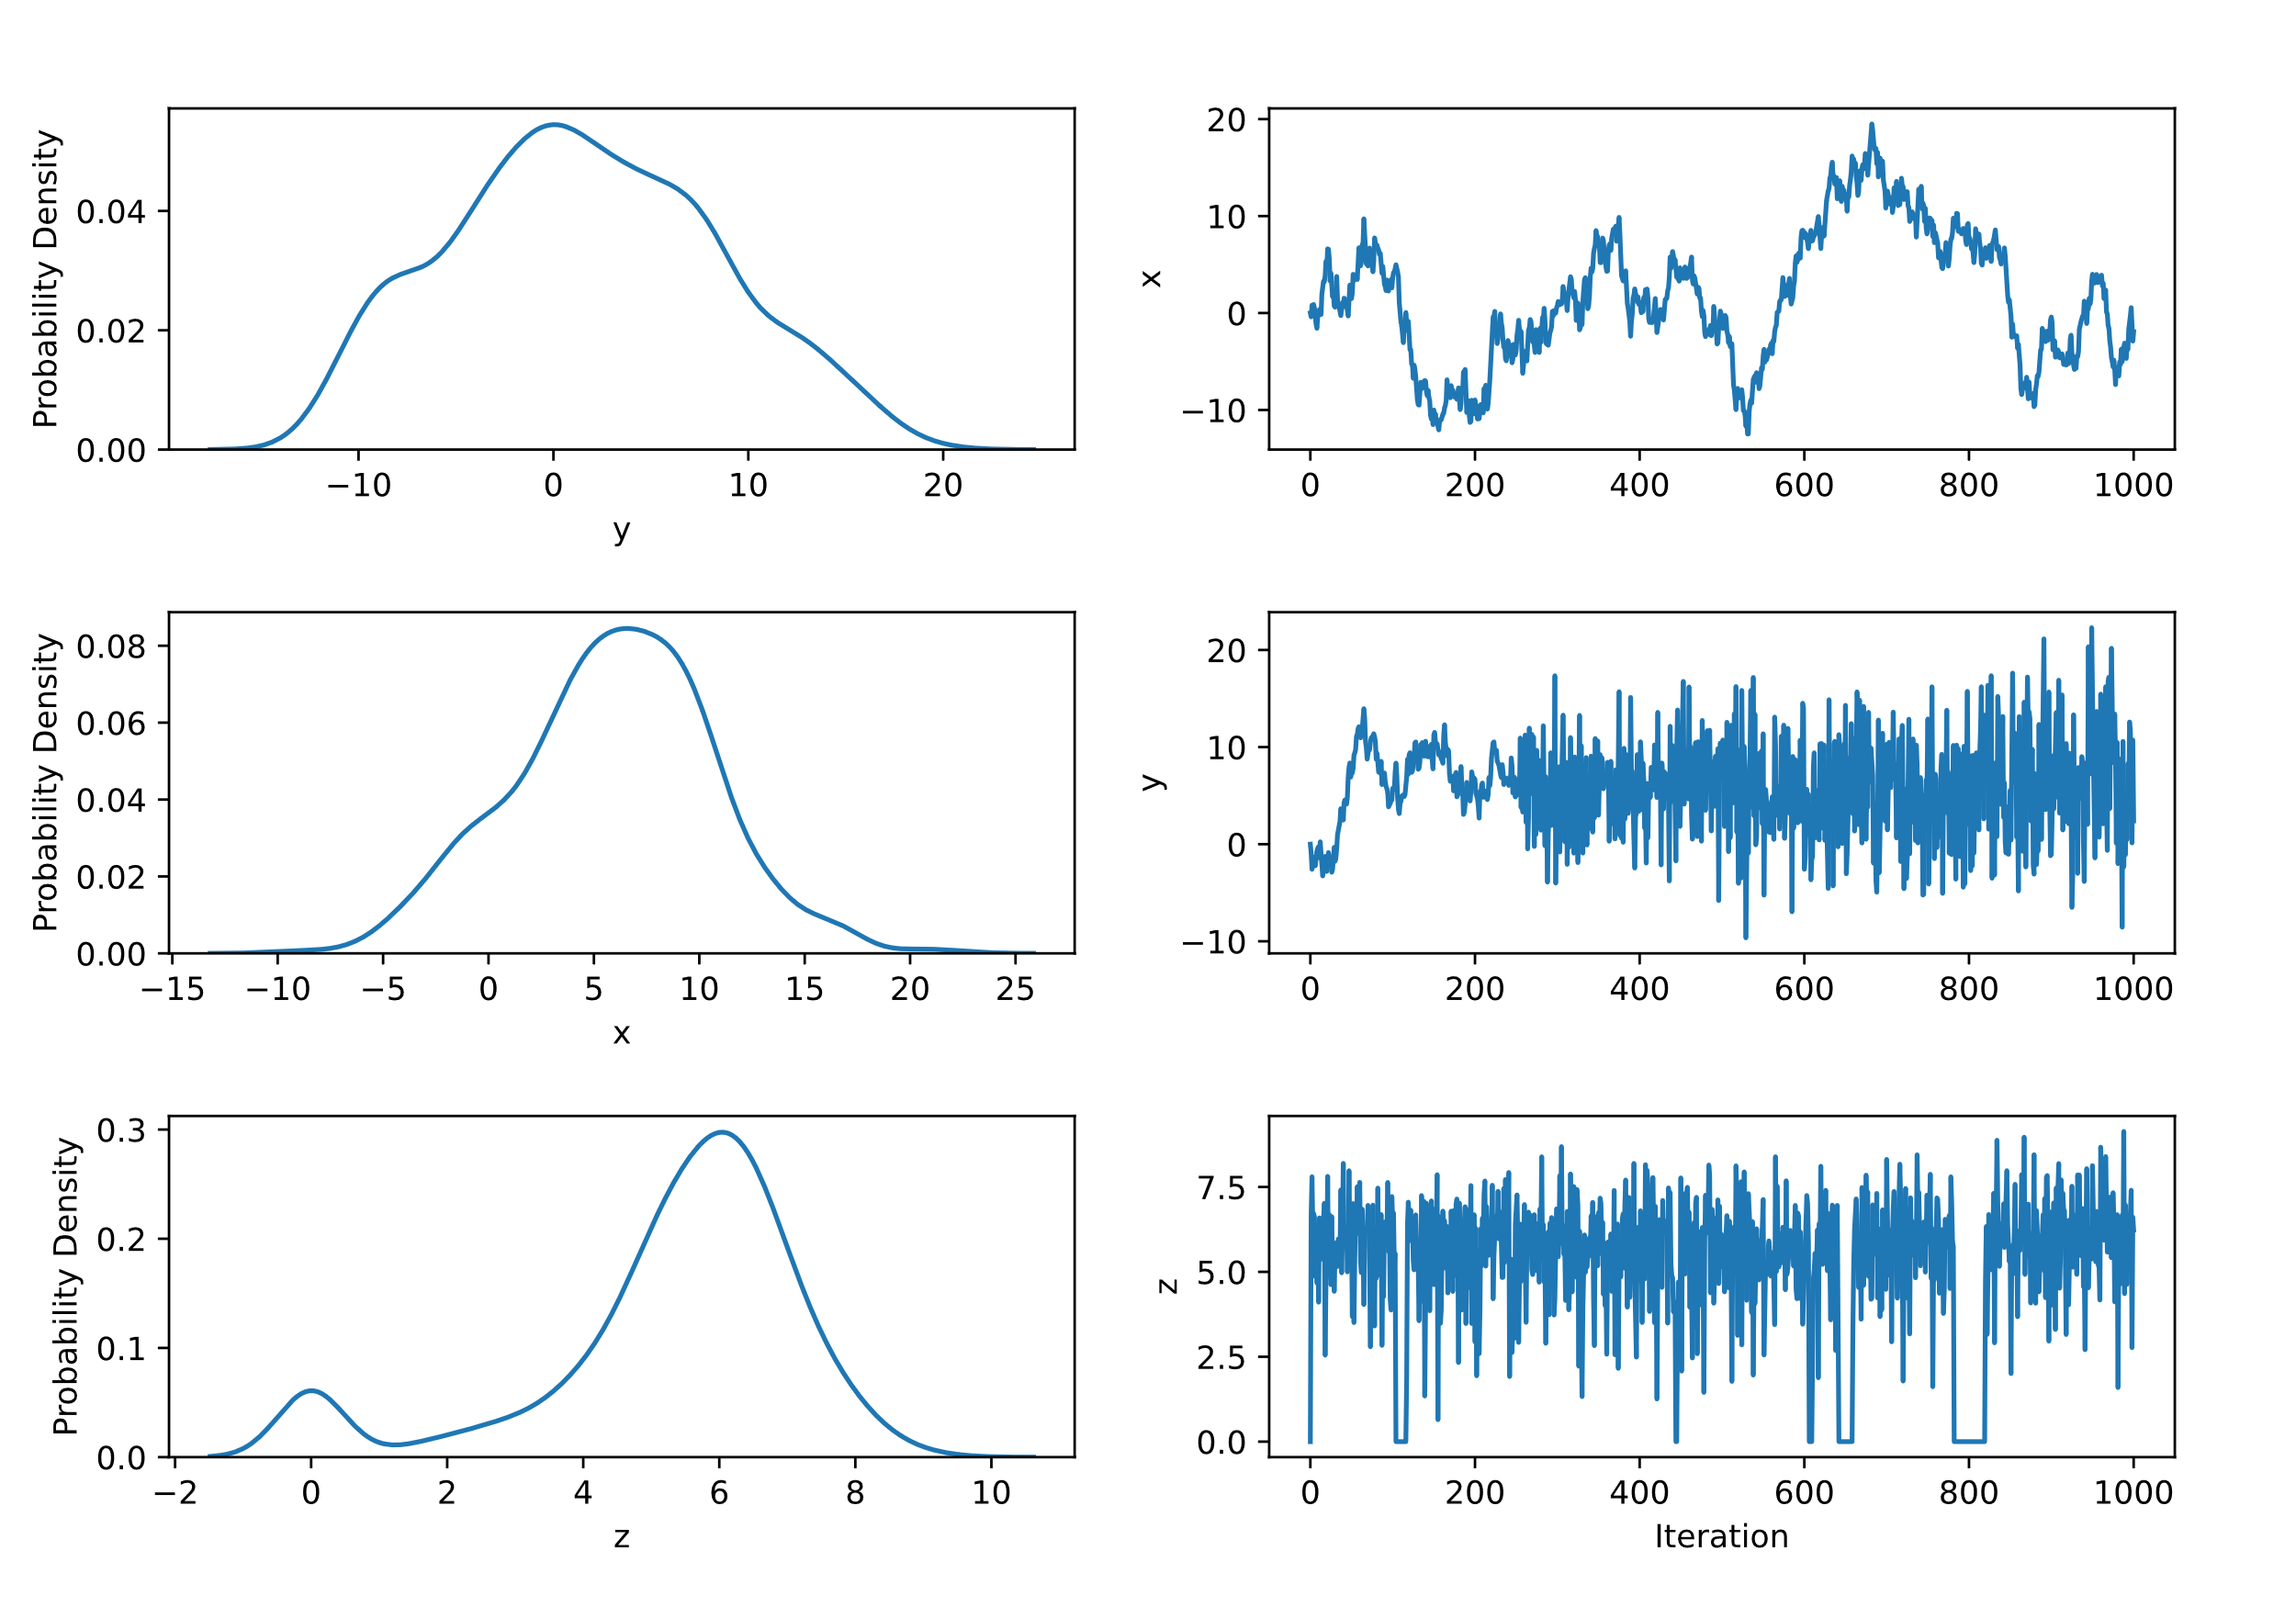 Probability Density
0.04
0.02
0.00
−10 0 10 20
y
x
20
10
0
−10
0 200 400 600 800 1000
Probability Density
0.08
0.06
0.04
0.02
0.00
−15 −10 −5 0 5 10 15 20 25
x
y
20
10
0
−10
0 200 400 600 800 1000
Probability Density
0.3
0.2
0.1
0.0
−2 0 2 4 6 8 10
z
z
7.5
5.0
2.5
0.0
0 200 400 600 800 1000
Iteration